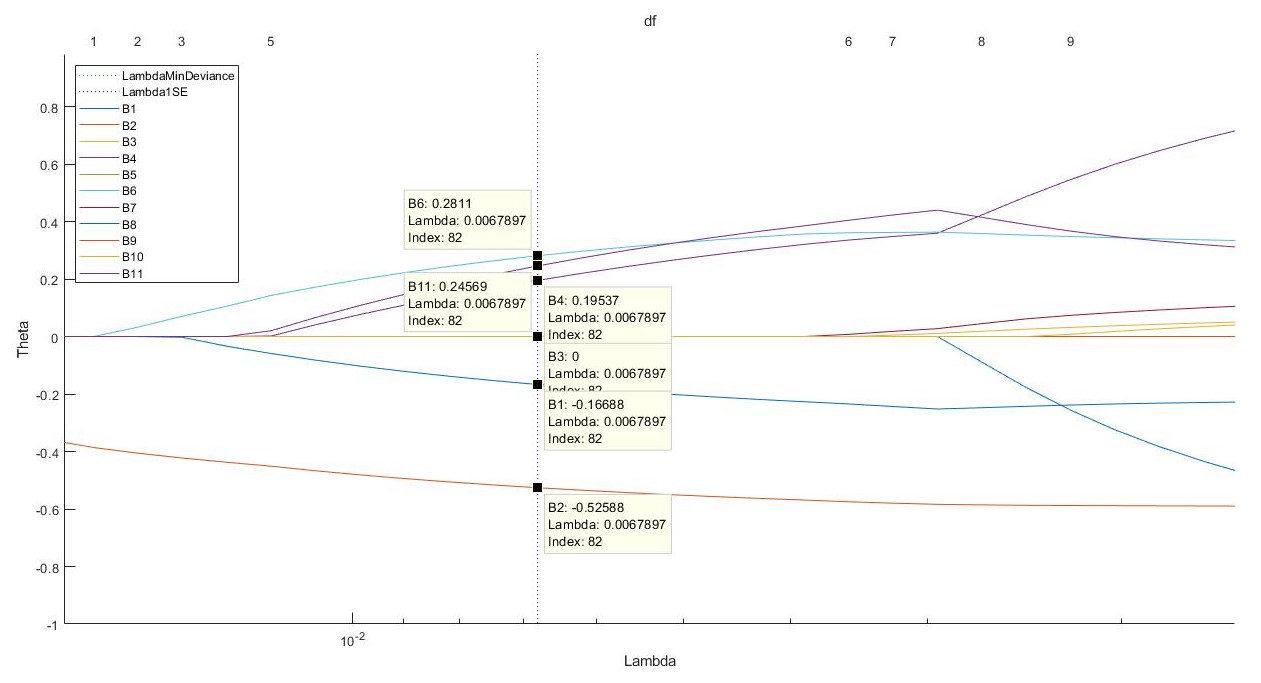 df
1 2 3 5 6 7 8 9
LambdaMinDeviance
Lambda1SE
B1
B2
B3
B4
B5
B6
B7
B8
B9
B10
B11
0.8
0.6
0.4
0.2
0
-0.2
-0.4
-0.6
-0.8
-1
Theta
B6: 0.2811
Lambda: 0.0067897
Index: 82
B11: 0.24569
Lambda: 0.0067897
Index: 82
B4: 0.19537
Lambda: 0.0067897
Index: 82
B3: 0
Lambda: 0.0067897
Index: 82
B1: -0.16688
Lambda: 0.0067897
Index: 82
B2: -0.52588
Lambda: 0.0067897
Index: 82
10-2
Lambda